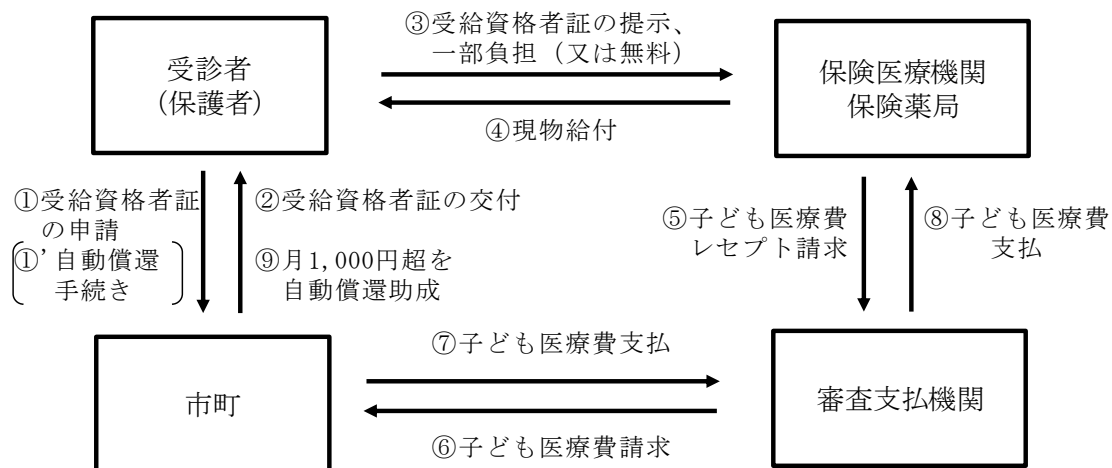 ③受給資格者証の提示、
一部負担（又は無料）
受診者
(保護者)
保険医療機関
保険薬局
④現物給付
①受給資格者証
の申請
①’自動償還
手続き
②受給資格者証の交付
⑨月1,000円超を
自動償還助成
⑤子ども医療費
レセプト請求
⑧子ども医療費
支払
⑦子ども医療費支払
市町
審査支払機関
⑥子ども医療費請求